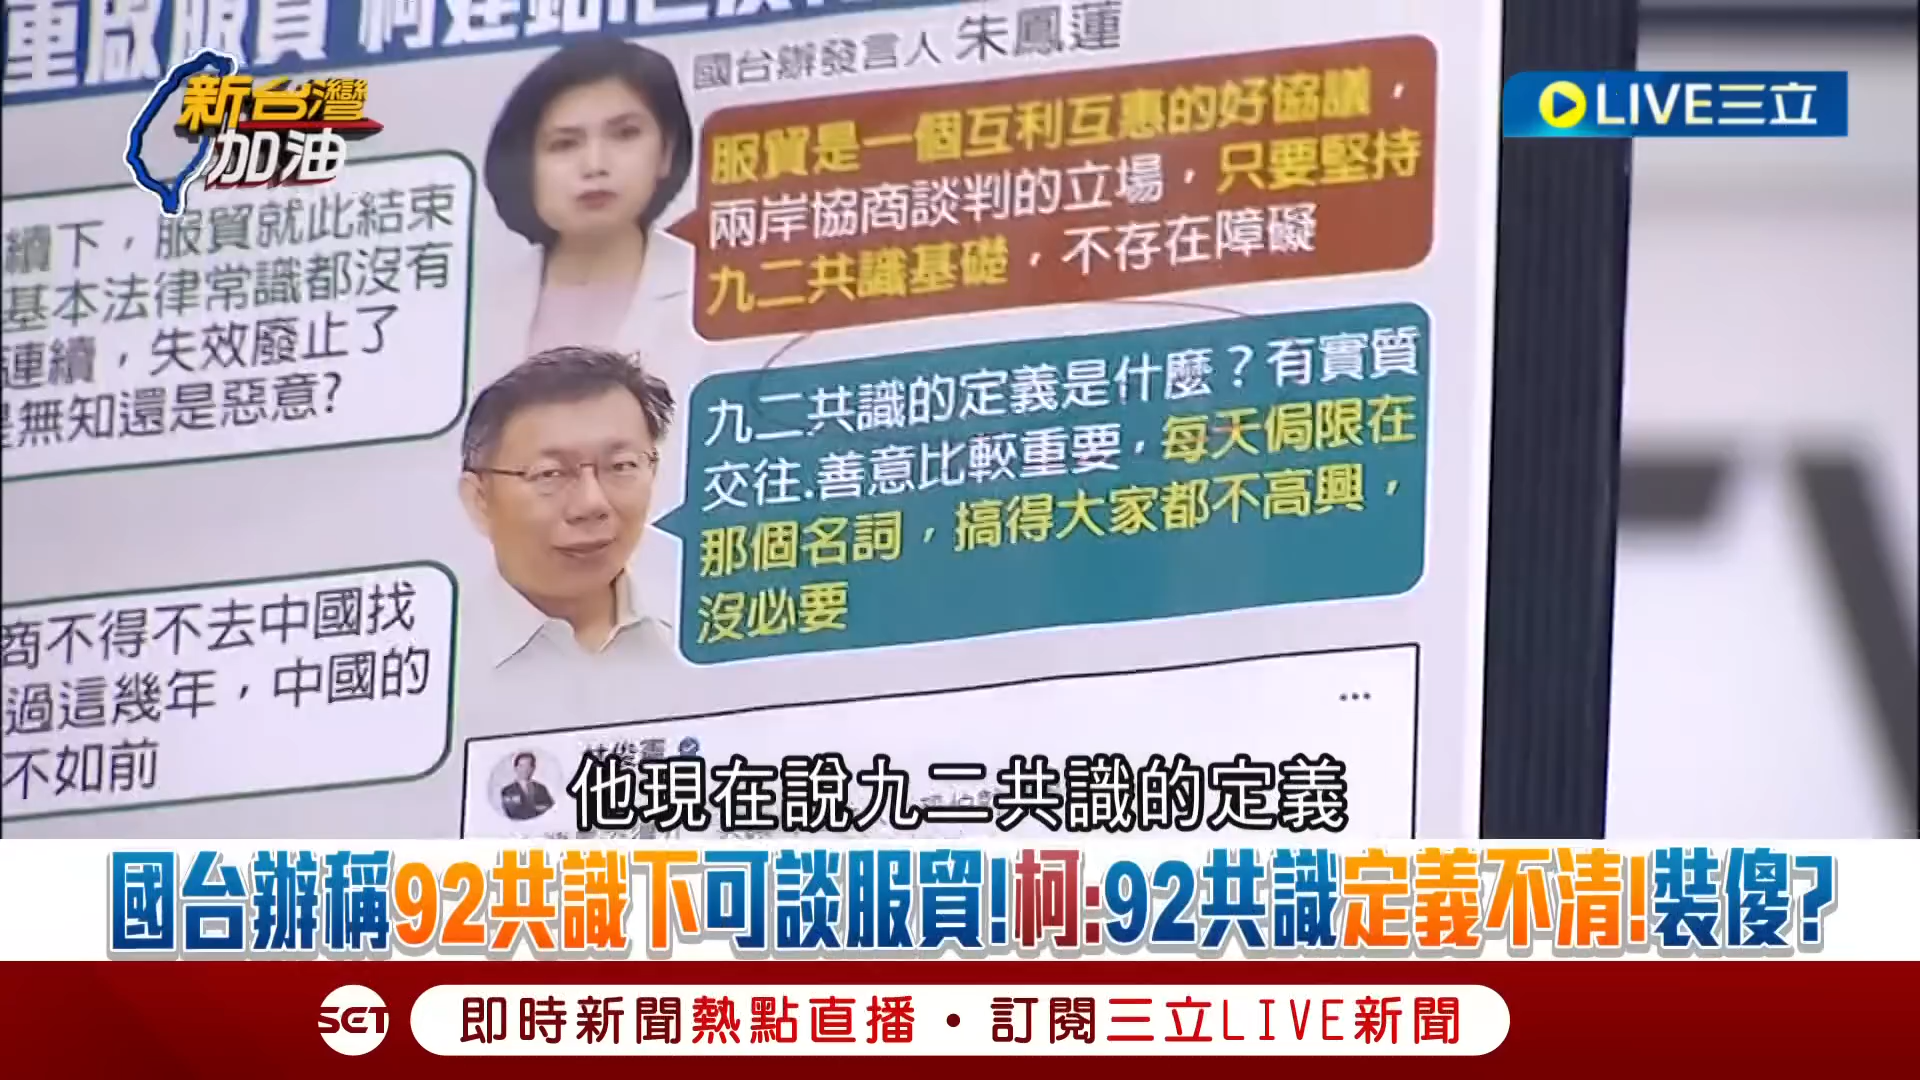 重啟服貿
新台灣
加油
LIVE三立
國台辦發言人 朱鳳蓮
服貿是一個互利互惠的好協議，
兩岸協商談判的立場，只要堅持
九二共識基礎，不存在障礙
續下，服貿就此結束
基本法律常識都沒有
連續，失效廢止了
是無知還是惡意?
九二共識的定義是什麼？有實質
交往.善意比較重要，每天侷限在
那個名詞，搞得大家都不高興，
沒必要
商不得不去中國找
過這幾年，中國的
不如前
他現在說九二共識的定義
國台辦稱92共識下可談服貿!柯:92共識定義不清!裝傻?
SET
即時新聞熱點直播・訂閱三立LIVE新聞